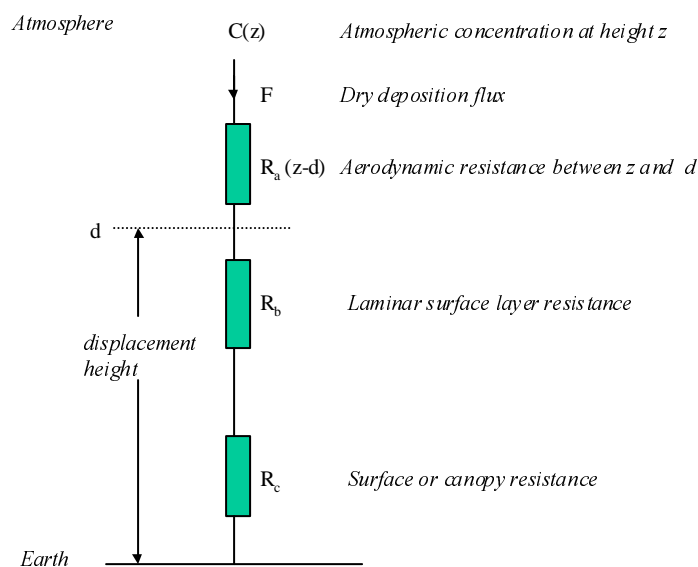 Atmosphere
C(z) Atmospheric concentration at height z
F Dry deposition flux
Ra (z-d) Aerodynamic resistance between z and d
d
Rb Laminar surface layer resistance
displacement
height
Rc Surface or canopy resistance
Earth